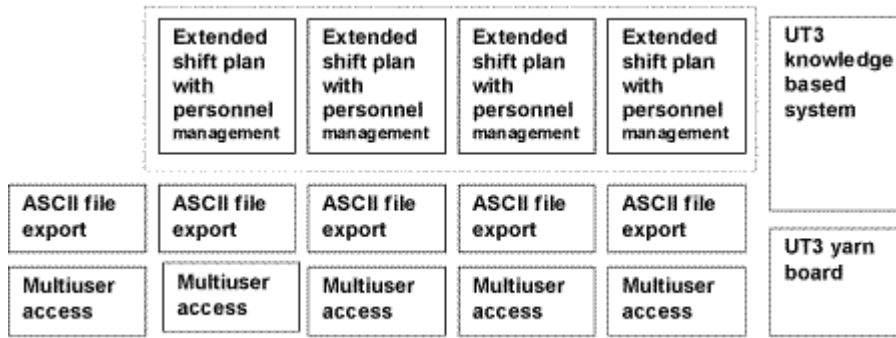 Extended
shift plan
with
personnel
management
Extended
shift plan
with
personnel
management
Extended
shift plan
with
personnel
management
Extended
shift plan
with
personnel
management
UT3
knowledge
based
system
ASCII file
export
ASCII file
export
ASCII file
export
ASCII file
export
ASCII file
export
UT3 yarn
board
Multiuser
access
Multiuser
access
Multiuser
access
Multiuser
access
Multiuser
access